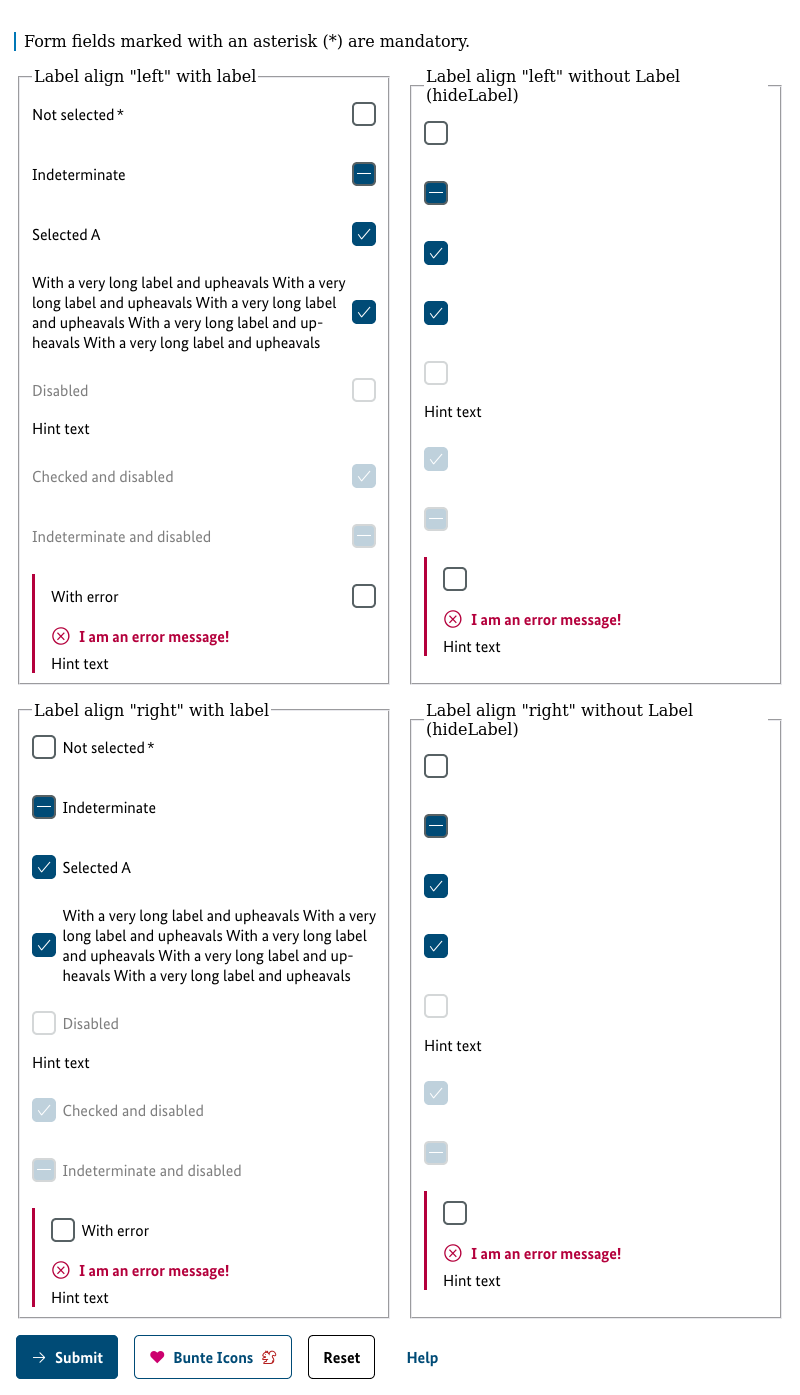 Form fields marked with an asterisk (*) are mandatory.
Label align "left" with label
Not selected *
Indeterminate
Selected A
With a very long label and upheavals With a very
long label and upheavals With a very long label
and upheavals With a very long label and up-
heavals With a very long label and upheavals
Disabled
Hint text
Checked and disabled
Indeterminate and disabled
With error
I am an error message!
Hint text
Label align "left" without Label
(hideLabel)
Hint text
I am an error message!
Hint text
Label align "right" with label
Not selected *
Indeterminate
Selected A
With a very long label and upheavals With a very
long label and upheavals With a very long label
and upheavals With a very long label and up-
heavals With a very long label and upheavals
Disabled
Hint text
Checked and disabled
Indeterminate and disabled
With error
I am an error message!
Hint text
Label align "right" without Label
(hideLabel)
Hint text
I am an error message!
Hint text
Submit
Bunte Icons
Reset
Help